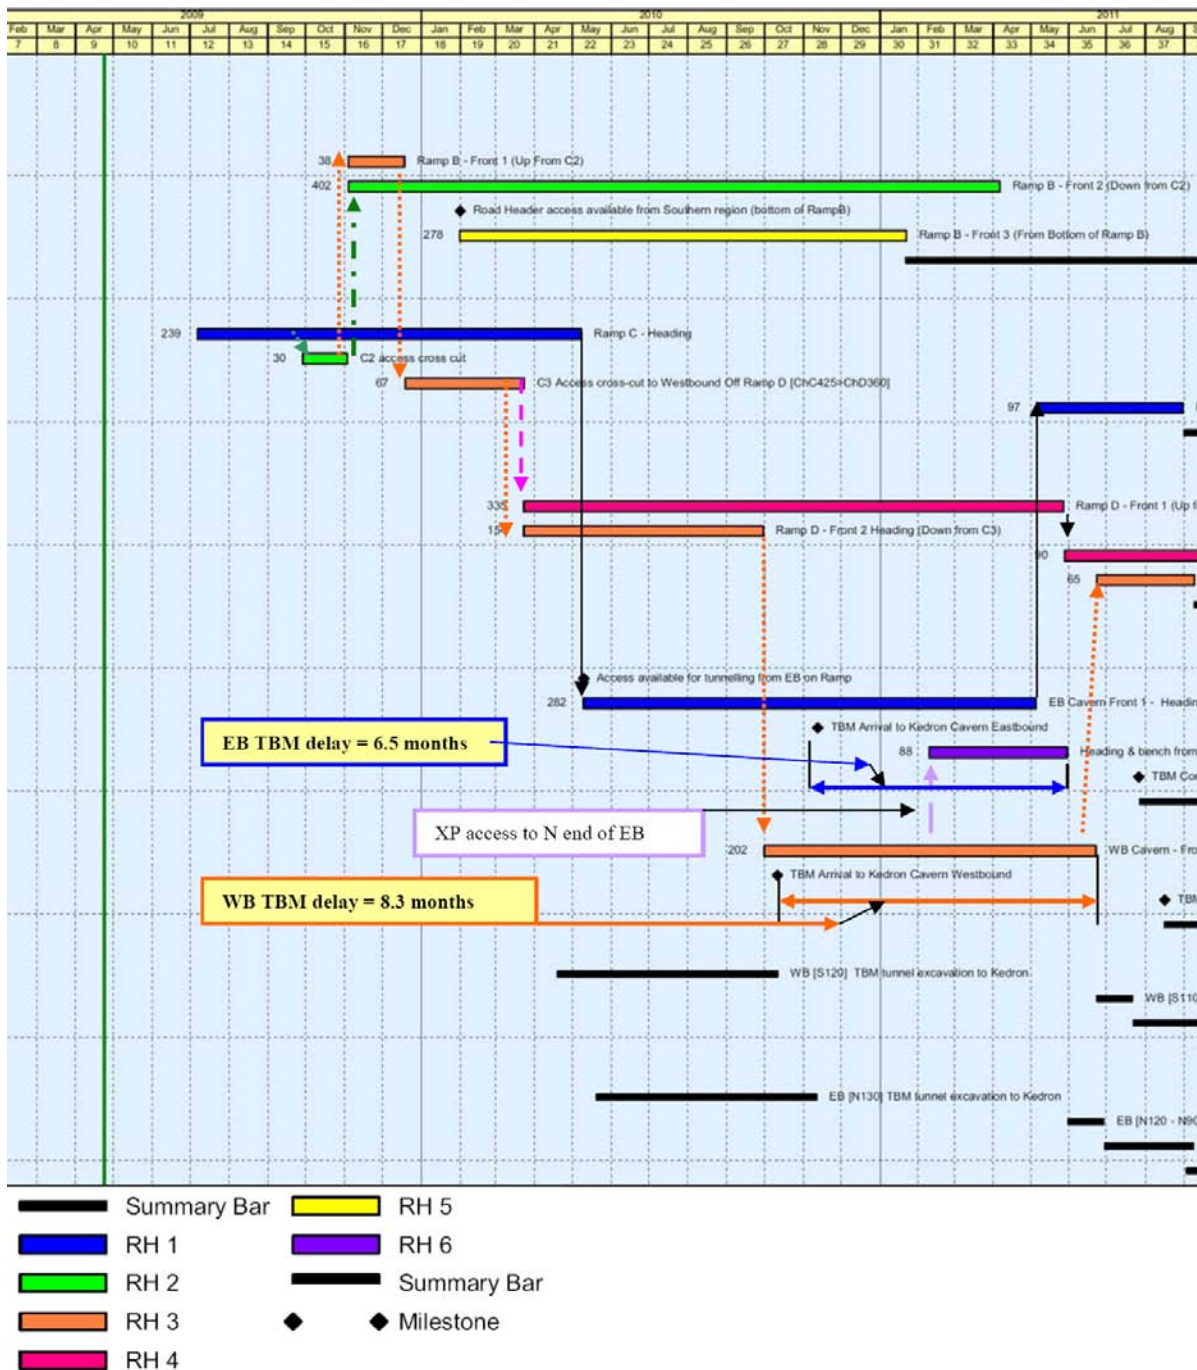 2009 2010 2011
Feb Mar Apr May Jun Jul Aug Sep Oct Nov Dec Jan Feb Mar Apr May Jun Jul Aug Sep Oct Nov Dec Jan Feb Mar Apr May Jun Jul Aug S
7 8 9 10 11 12 13 14 15 16 17 18 19 20 21 22 23 24 25 26 27 28 29 30 31 32 33 34 35 36 37
38 Ramp B - Front 1 (Up From C2)
402 Ramp B - Front 2 (Down from C2)
Road Header access available from Southern region (bottom of RampB)
278 Ramp B - Front 3 (From Bottom of Ramp B)
239 Ramp C - Heading
30 C2 access cross cut
67 C3 Access cross-cut to Westbound Off Ramp D [ChC425>ChD360]
97
335 Ramp D - Front 1 (Up f
15 Ramp D - Front 2 Heading (Down from C3)
90
65
Access available for tunnelling from EB on Ramp
282 EB Cavern Front 1 - Headin
EB TBM delay = 6.5 months
TBM Arrival to Kedron Cavern Eastbound
88 Heading & bench from
TBM Con
XP access to N end of EB
202 WB Cavern - Fro
TBM Arrival to Kedron Cavern Westbound
WB TBM delay = 8.3 months
TBM
WB [S120] TBM tunnel excavation to Kedron
WB [S110
EB [N130] TBM tunnel excavation to Kedron
EB [N120 - N90
Summary Bar RH 5
RH 1 RH 6
RH 2 Summary Bar
RH 3 Milestone
RH 4